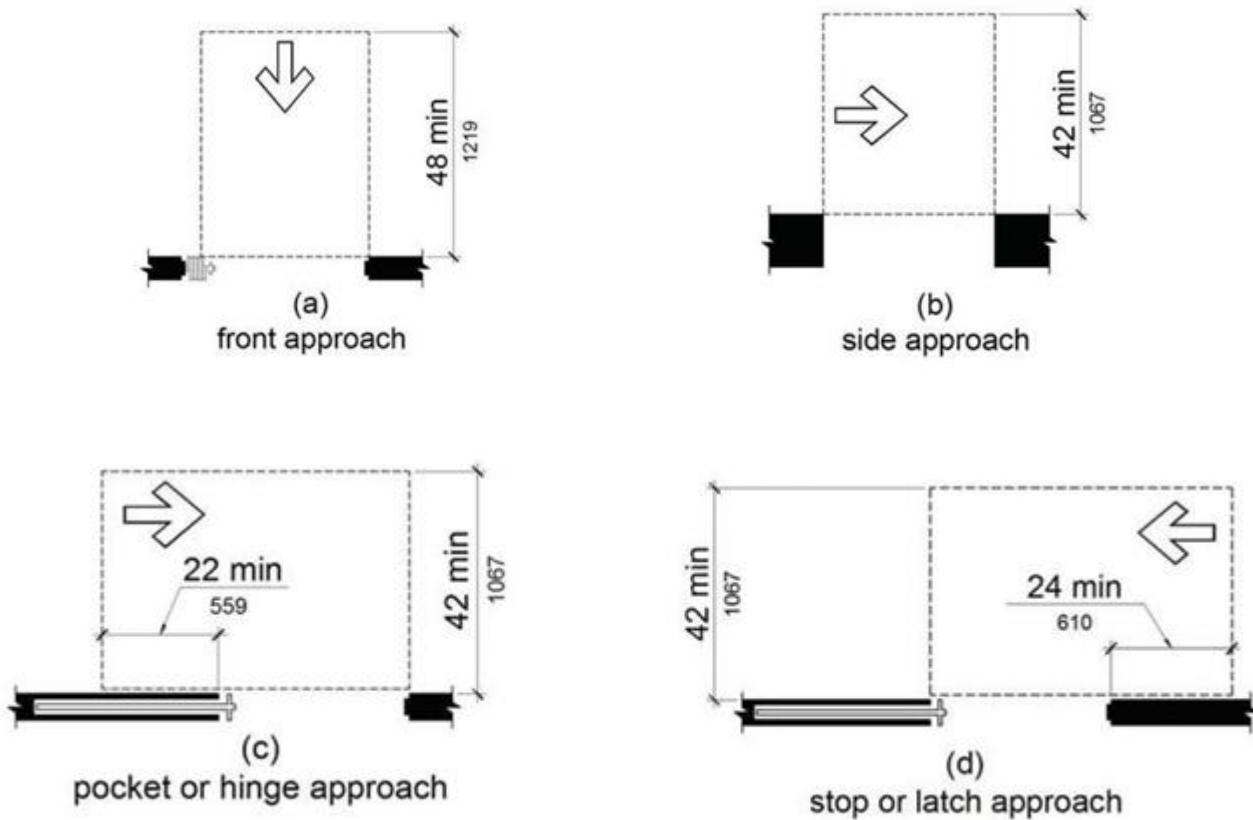 48 min
1219
(a)
front approach
42 min
1067
(b)
side approach
22 min
559
42 min
1067
(c)
pocket or hinge approach
42 min
1067
24 min
610
(d)
stop or latch approach